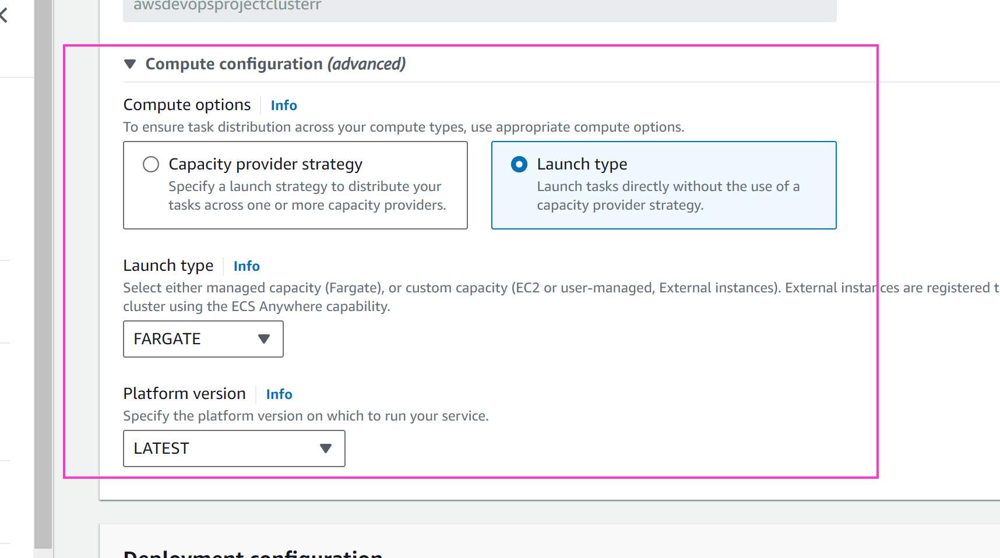 awsdevopsprojectclusterr
Compute configuration (advanced)
Compute options Info
To ensure task distribution across your compute types, use appropriate compute options.
Capacity provider strategy
Specify a launch strategy to distribute your
tasks across one or more capacity providers.
Launch type
Launch tasks directly without the use of a
capacity provider strategy.
Launch type Info
Select either managed capacity (Fargate), or custom capacity (EC2 or user-managed, External instances). External instances are registered t
cluster using the ECS Anywhere capability.
FARGATE
Platform version Info
Specify the platform version on which to run your service.
LATEST
Deployment configuration